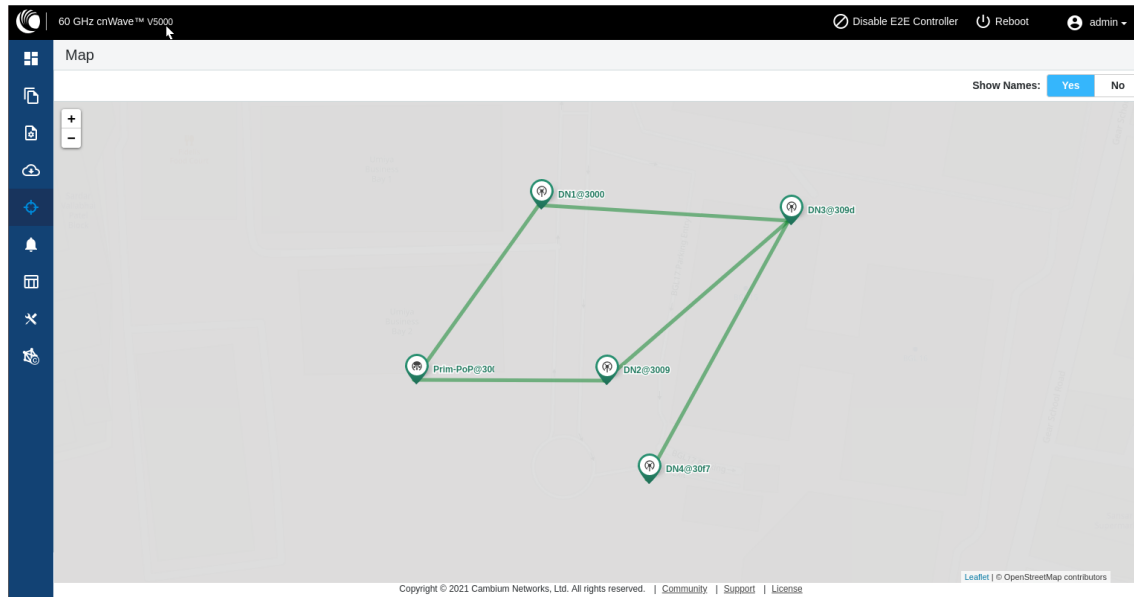 60 GHz cnWave™ V5000
Disable E2E Controller
Reboot
admin
Map
Show Names:
Yes
No
+
−
DN1@3000
DN3@309d
Prim-PoP@300
DN2@3009
DN4@30f7
Leaflet | © OpenStreetMap contributors
Copyright © 2021 Cambium Networks, Ltd. All rights reserved. | Community | Support | License